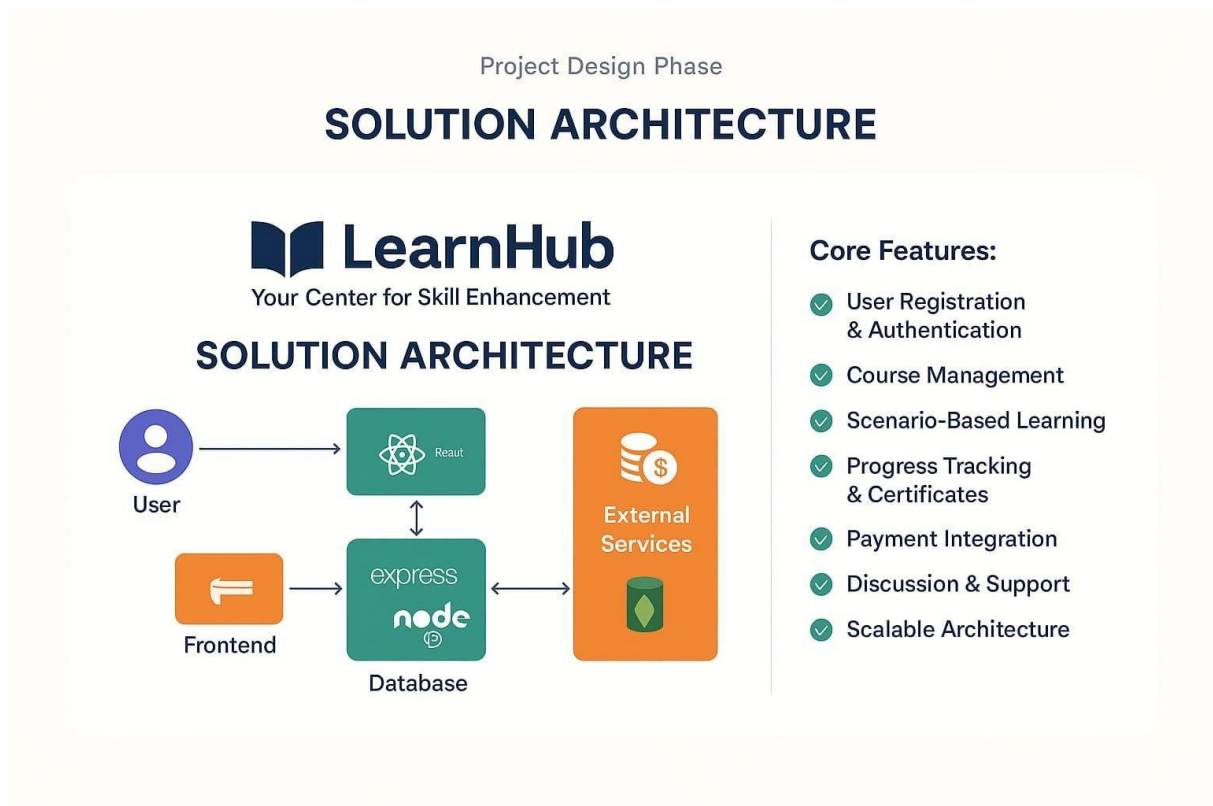 Project Design Phase
SOLUTION ARCHITECTURE
LearnHub
Your Center for Skill Enhancement
SOLUTION ARCHITECTURE
User
Reaut
External
Services
express
node
Frontend
Database
Core Features:
User Registration
& Authentication
Course Management
Scenario-Based Learning
Progress Tracking
& Certificates
Payment Integration
Discussion & Support
Scalable Architecture